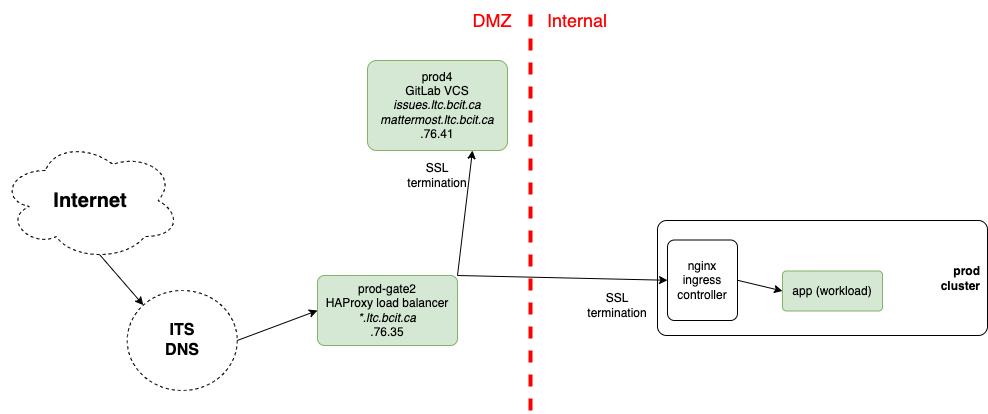 DMZ
Internal
prod4
GitLab VCS
issues.ltc.bcit.ca
mattermost.ltc.bcit.ca
.76.41
SSL
termination
Internet
ITS
DNS
prod-gate2
HAProxy load balancer
*.ltc.bcit.ca
.76.35
SSL
termination
nginx
ingress
controller
app (workload)
prod
cluster